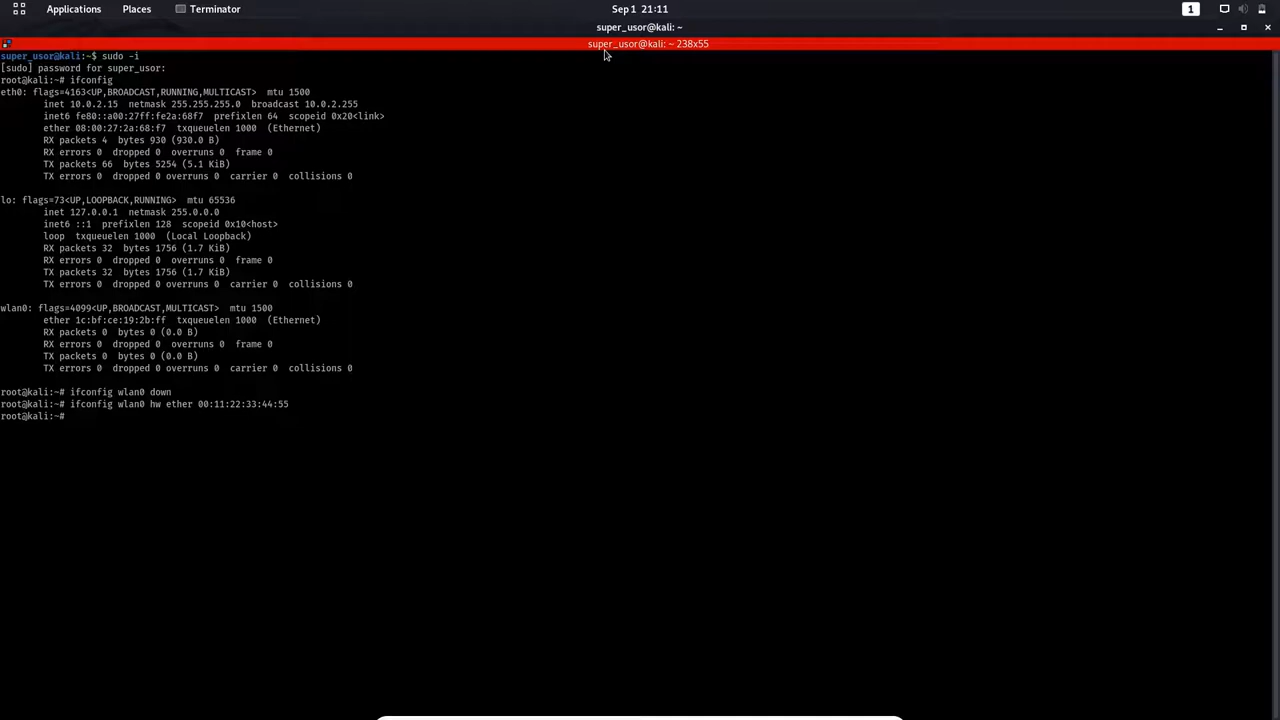 Applications Places Terminator Sep 1 21:11 1
super_usor@kali: ~
super_usor@kali: ~ 238x55
super_usor@kali:~$ sudo -i
[sudo] password for super_usor:
root@kali:~# ifconfig
eth0: flags=4163<UP,BROADCAST,RUNNING,MULTICAST>  mtu 1500
        inet 10.0.2.15  netmask 255.255.255.0  broadcast 10.0.2.255
        inet6 fe80::a00:27ff:fe2a:68f7  prefixlen 64  scopeid 0x20<link>
        ether 08:00:27:2a:68:f7  txqueuelen 1000  (Ethernet)
        RX packets 4  bytes 930 (930.0 B)
        RX errors 0  dropped 0  overruns 0  frame 0
        TX packets 66  bytes 5254 (5.1 KiB)
        TX errors 0  dropped 0 overruns 0  carrier 0  collisions 0
lo: flags=73<UP,LOOPBACK,RUNNING>  mtu 65536
        inet 127.0.0.1  netmask 255.0.0.0
        inet6 ::1  prefixlen 128  scopeid 0x10<host>
        loop  txqueuelen 1000  (Local Loopback)
        RX packets 32  bytes 1756 (1.7 KiB)
        RX errors 0  dropped 0  overruns 0  frame 0
        TX packets 32  bytes 1756 (1.7 KiB)
        TX errors 0  dropped 0 overruns 0  carrier 0  collisions 0
wlan0: flags=4099<UP,BROADCAST,MULTICAST>  mtu 1500
        ether 1c:bf:ce:19:2b:ff  txqueuelen 1000  (Ethernet)
        RX packets 0  bytes 0 (0.0 B)
        RX errors 0  dropped 0  overruns 0  frame 0
        TX packets 0  bytes 0 (0.0 B)
        TX errors 0  dropped 0 overruns 0  carrier 0  collisions 0
root@kali:~# ifconfig wlan0 down
root@kali:~# ifconfig wlan0 hw ether 00:11:22:33:44:55
root@kali:~#